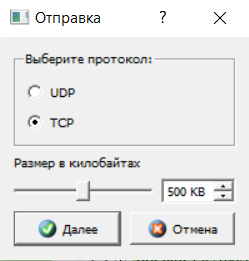 Отправка
Выберите протокол:
UDP
TCP
Размер в килобайтах
500 KB
Далее Отмена